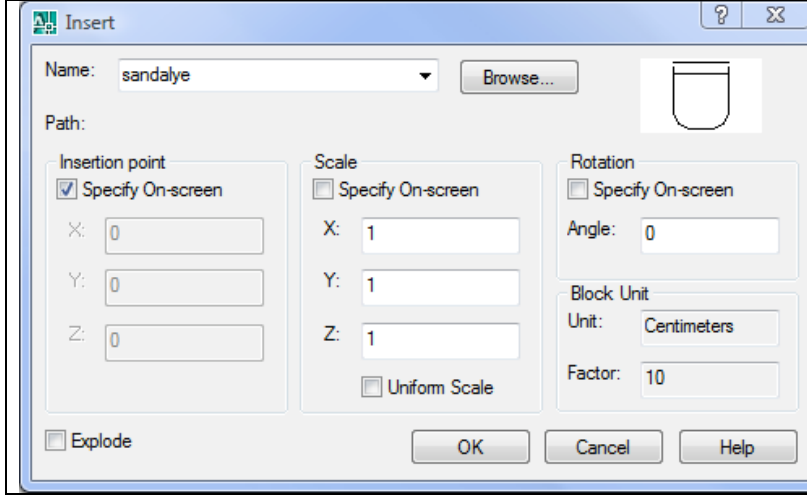 Insert
Name: sandalye Browse...
Path:
Insertion point
Specify On-screen
X: 0
Y: 0
Z: 0
Scale
Specify On-screen
X: 1
Y: 1
Z: 1
Uniform Scale
Rotation
Specify On-screen
Angle: 0
Block Unit
Unit: Centimeters
Factor: 10
Explode OK Cancel Help